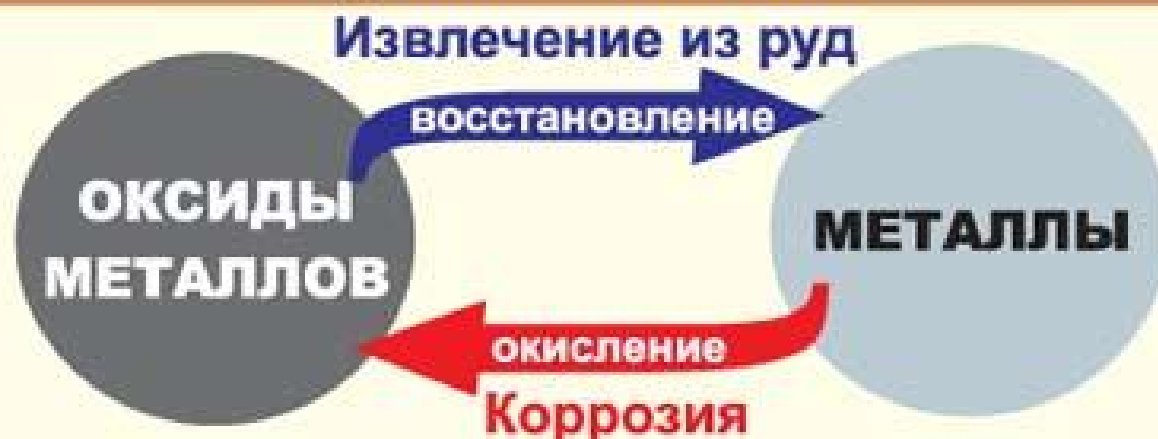 Извлечение из руд
восстановление
ОКСИДЫ
МЕТАЛЛОВ
МЕТАЛЛЫ
окисление
Коррозия